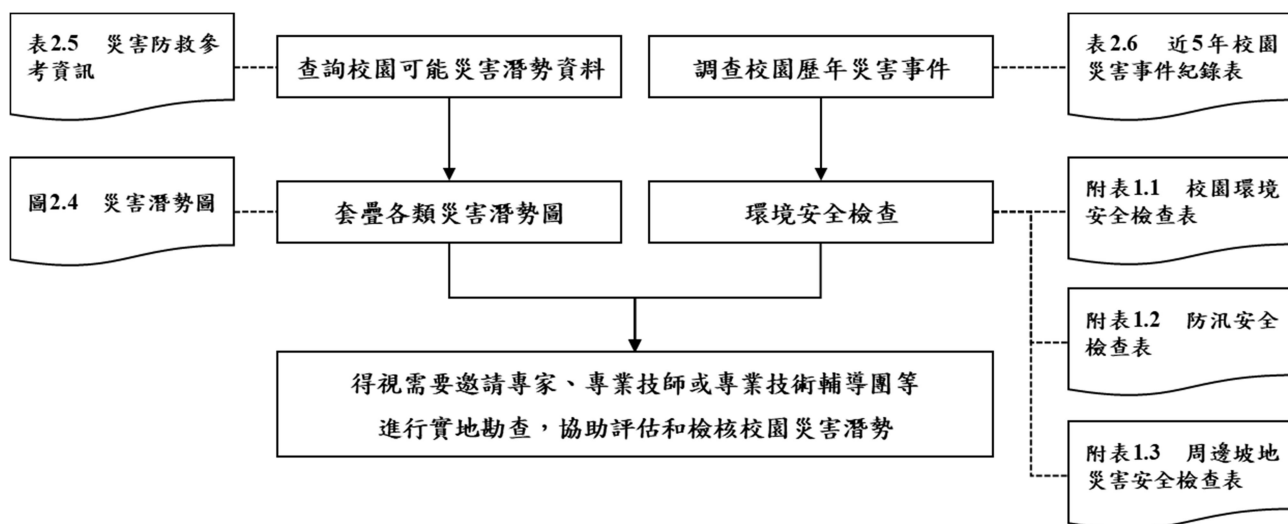 表2.5　災害防救參
考資訊
查詢校園可能災害潛勢資料
調查校園歷年災害事件
表2.6　近5年校園
災害事件紀錄表
圖2.4　災害潛勢圖
套疊各類災害潛勢圖
環境安全檢查
附表1.1　校園環境
安全檢查表
附表1.2　防汛安全
檢查表
得視需要邀請專家、專業技師或專業技術輔導團等
進行實地勘查，協助評估和檢核校園災害潛勢
附表1.3　周邊坡地
災害安全檢查表